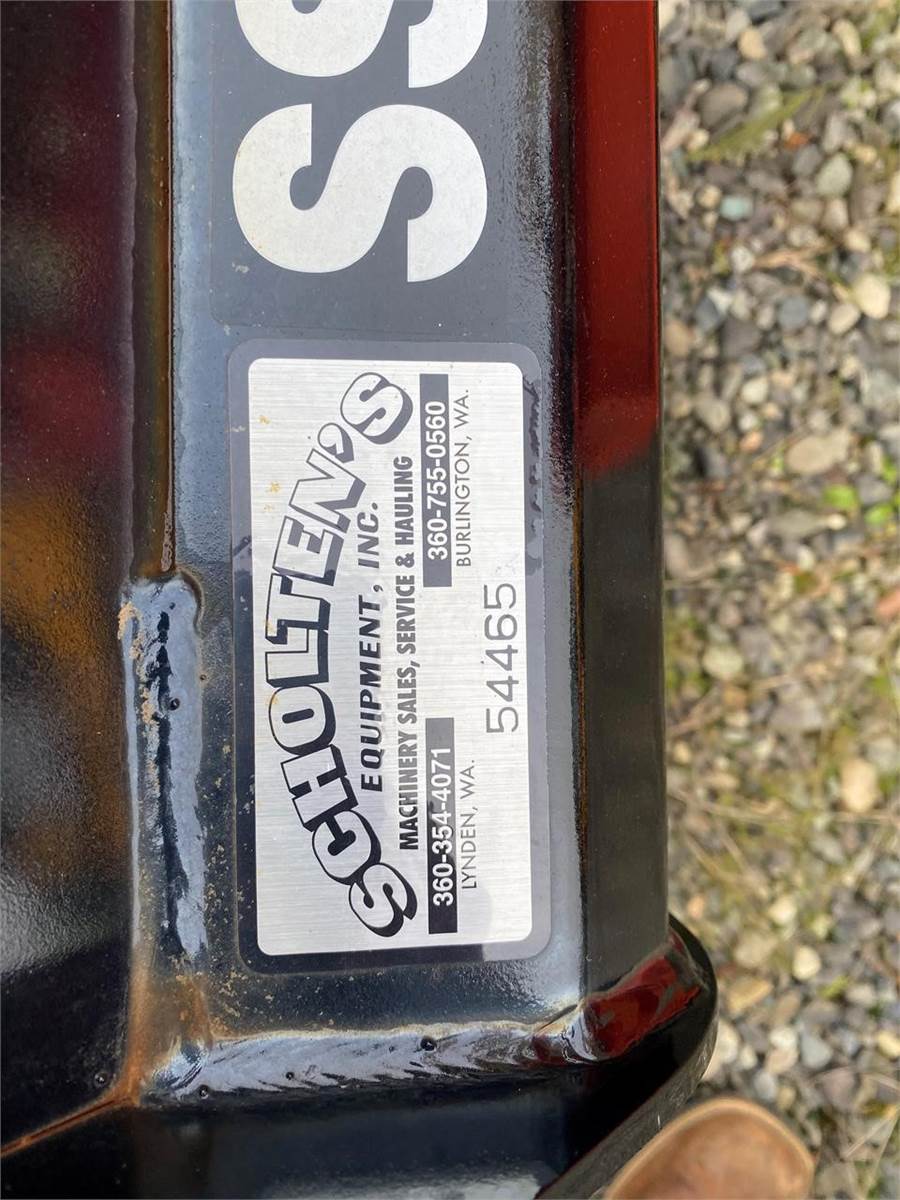 SS
SCHOLTEN'S
EQUIPMENT, INC.
MACHINERY SALES, SERVICE & HAULING
360-354-4071 360-755-0560
LYNDEN, WA. BURLINGTON, WA.
54465